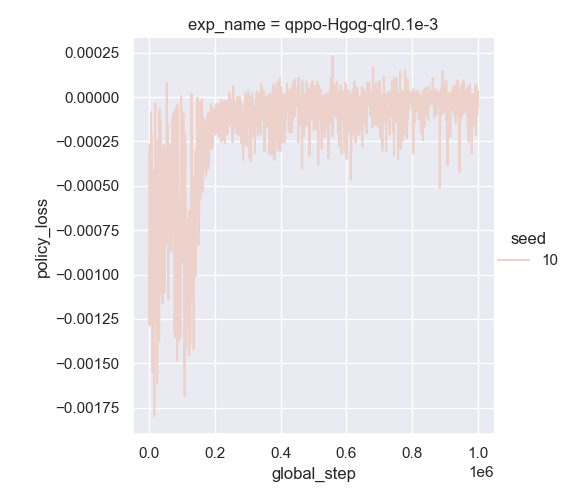 exp_name = qppo-Hgog-qlr0.1e-3
0.00025
0.00000
−0.00025
−0.00050
−0.00075
−0.00100
−0.00125
−0.00150
−0.00175
policy_loss
0.0 0.2 0.4 0.6 0.8 1.0
1e6
global_step
seed
10